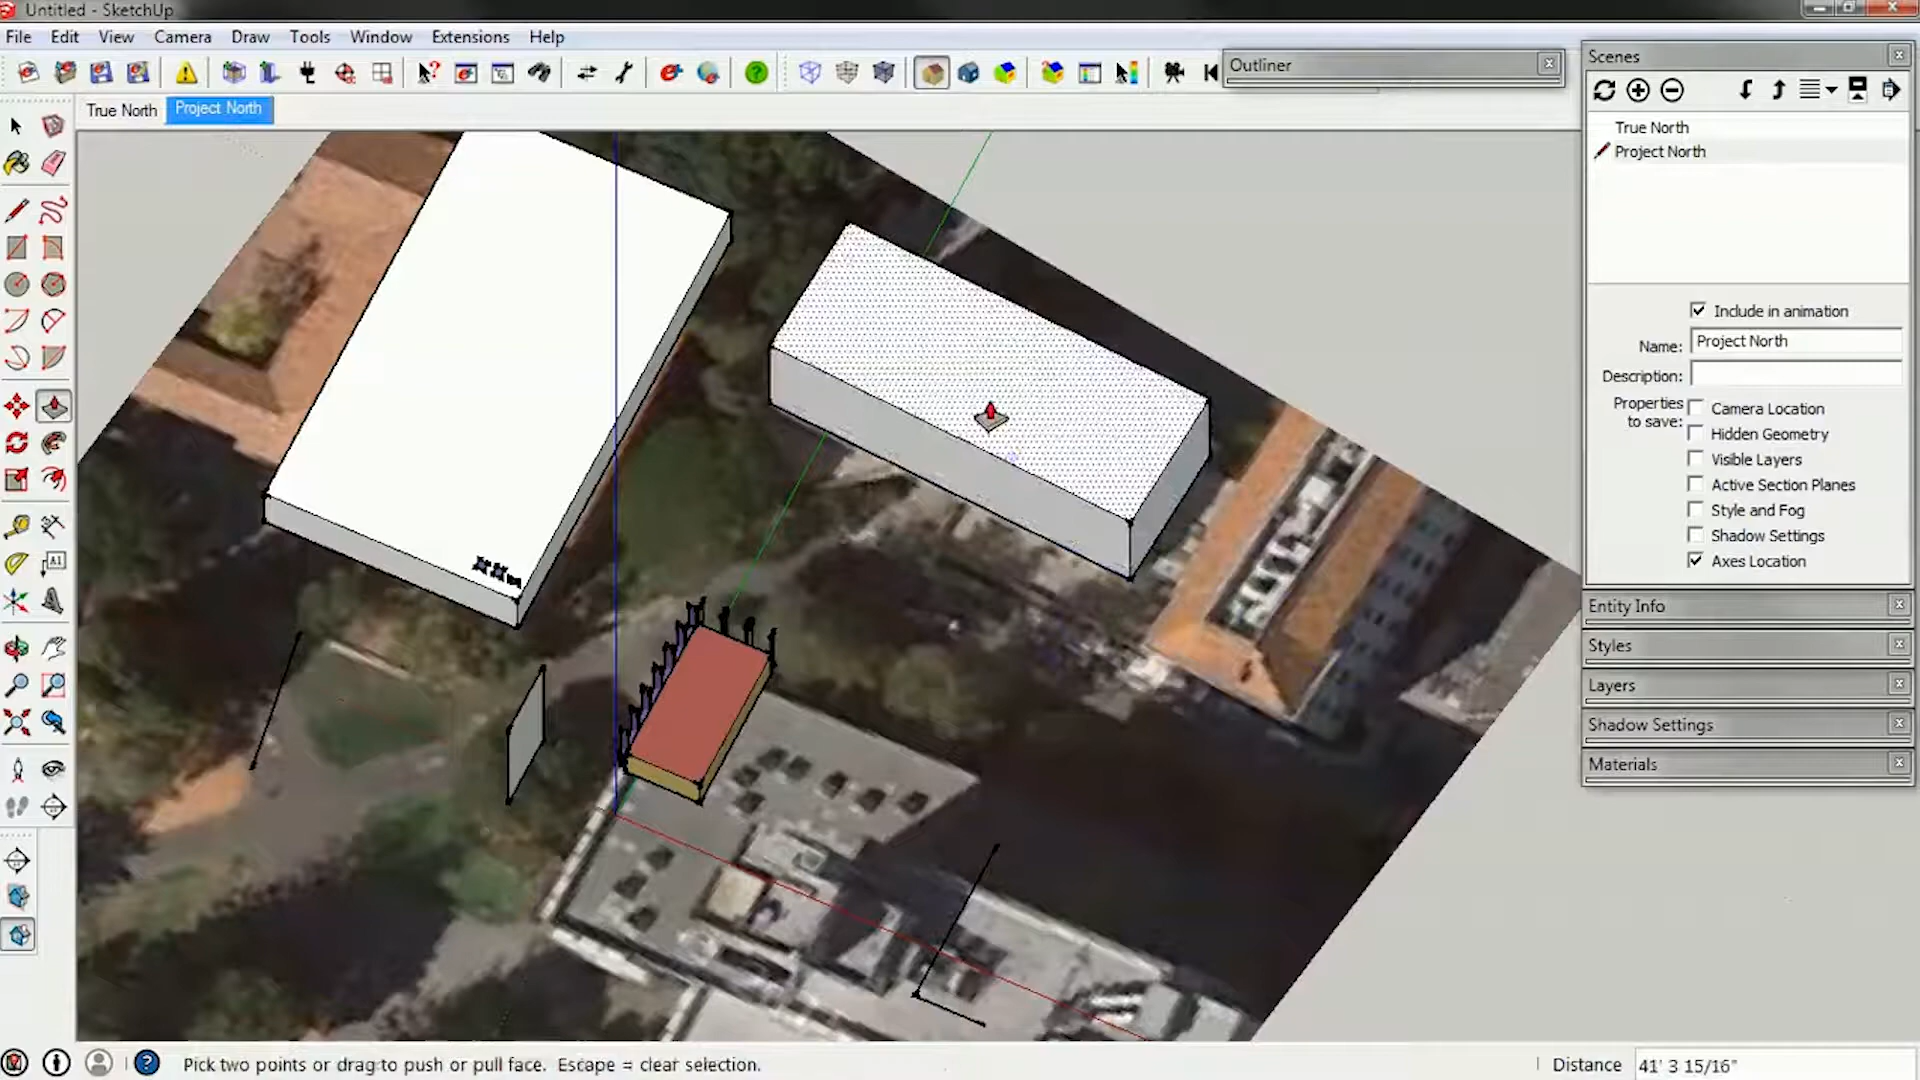 Untitled - SketchUp
File Edit View Camera Draw Tools Window Extensions Help
Outliner
Scenes
True North Project North
True North
Project North
Include in animation
Name: Project North
Description:
Properties to save:
Camera Location
Hidden Geometry
Visible Layers
Active Section Planes
Style and Fog
Shadow Settings
Axes Location
Entity Info
Styles
Layers
Shadow Settings
Materials
Pick two points or drag to push or pull face. Escape = clear selection.
Distance 41' 3 15/16"